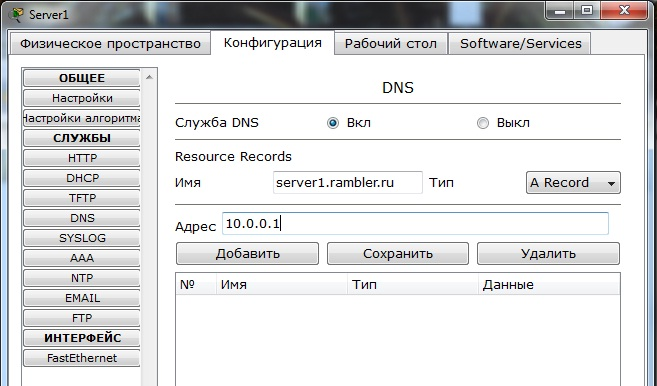 Server1
Физическое пространство Конфигурация Рабочий стол Software/Services
ОБЩЕЕ
Настройки
Настройки алгоритма
СЛУЖБЫ
HTTP
DHCP
TFTP
DNS
SYSLOG
AAA
NTP
EMAIL
FTP
ИНТЕРФЕЙС
FastEthernet
DNS
Служба DNS Вкл Выкл
Resource Records
Имя server1.rambler.ru Тип A Record
Адрес 10.0.0.1
Добавить Сохранить Удалить
№ Имя Тип Данные